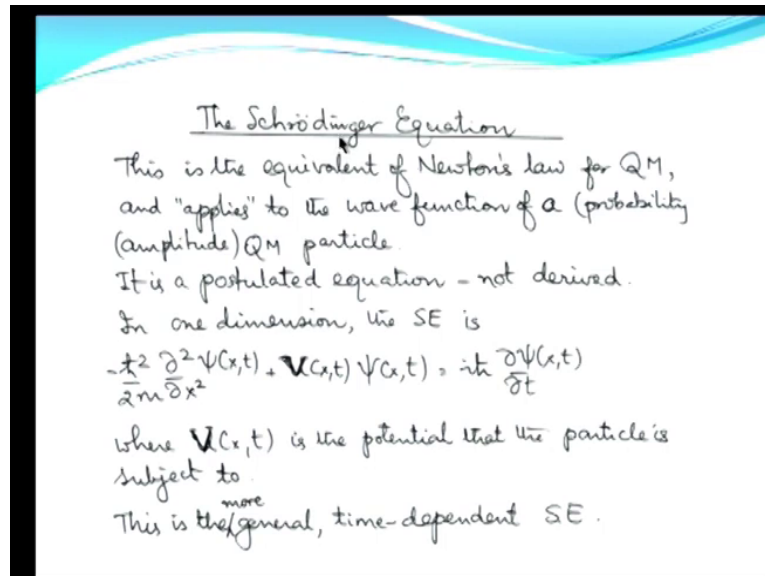 The Schrödinger Equation
This is the equivalent of Newton's law for QM,
and "applies" to the wave function of a (probability
(amplitude) QM particle.
It is a postulated equation - not derived.
In one dimension, the SE is
-ħ²/2m ∂²/∂x² ψ(x,t) + V(x,t) ψ(x,t) = iħ ∂ψ(x,t)/∂t
where V(x,t) is the potential that the particle is
subject to.
This is the more general, time-dependent SE.